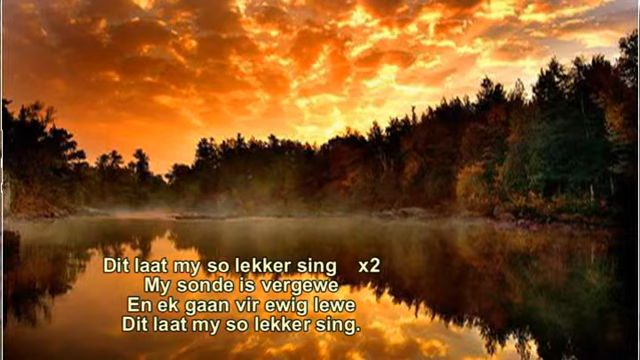 Dit laat my so lekker sing x2
My sonde is vergewe
En ek gaan vir ewig lewe
Dit laat my so lekker sing.